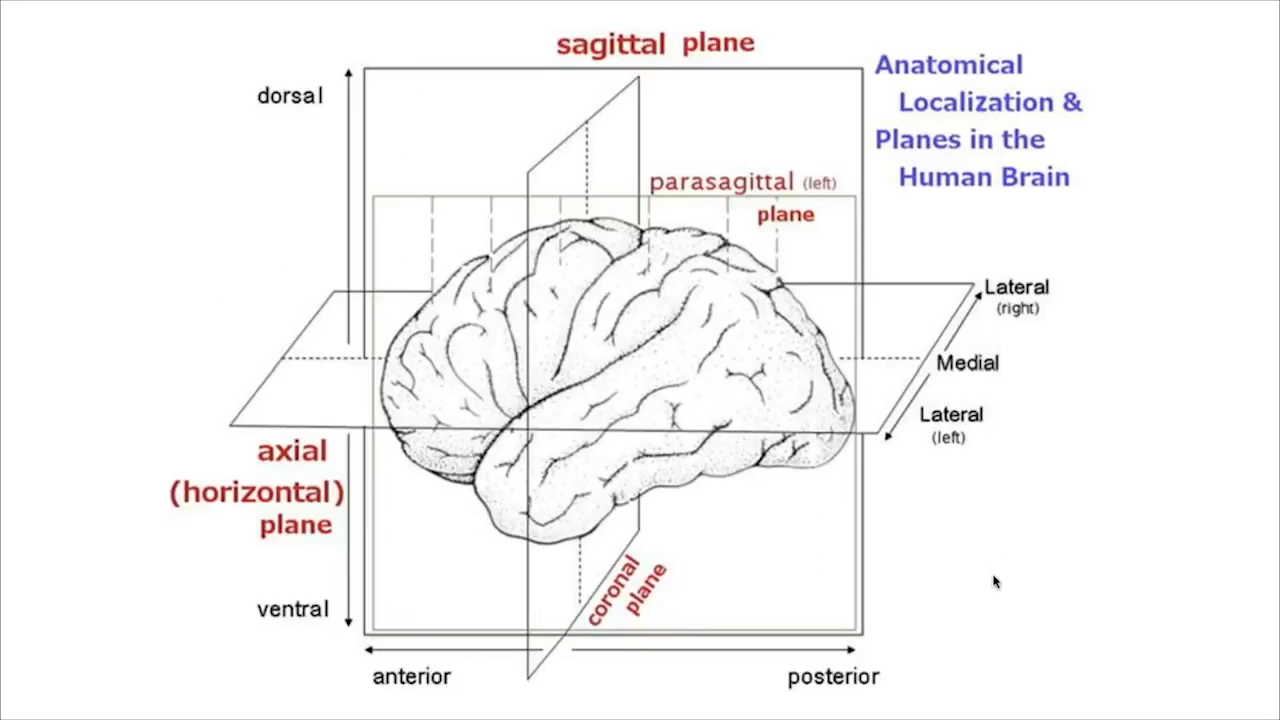 sagittal plane
Anatomical
Localization &
Planes in the
Human Brain
dorsal
parasagittal (left)
plane
Lateral
(right)
Medial
Lateral
(left)
axial
(horizontal)
plane
coronal
plane
ventral
anterior
posterior